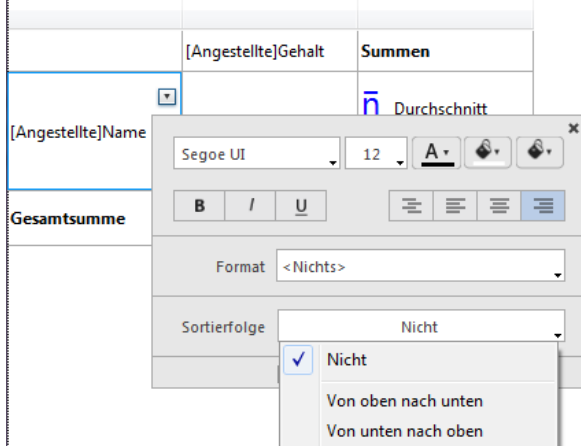 [Angestellte]Gehalt Summen
n̄ Durchschnitt
[Angestellte]Name
Segoe UI 12 A
B I U
Gesamtsumme
Format <Nichts>
Sortierfolge Nicht
✓ Nicht
Von oben nach unten
Von unten nach oben